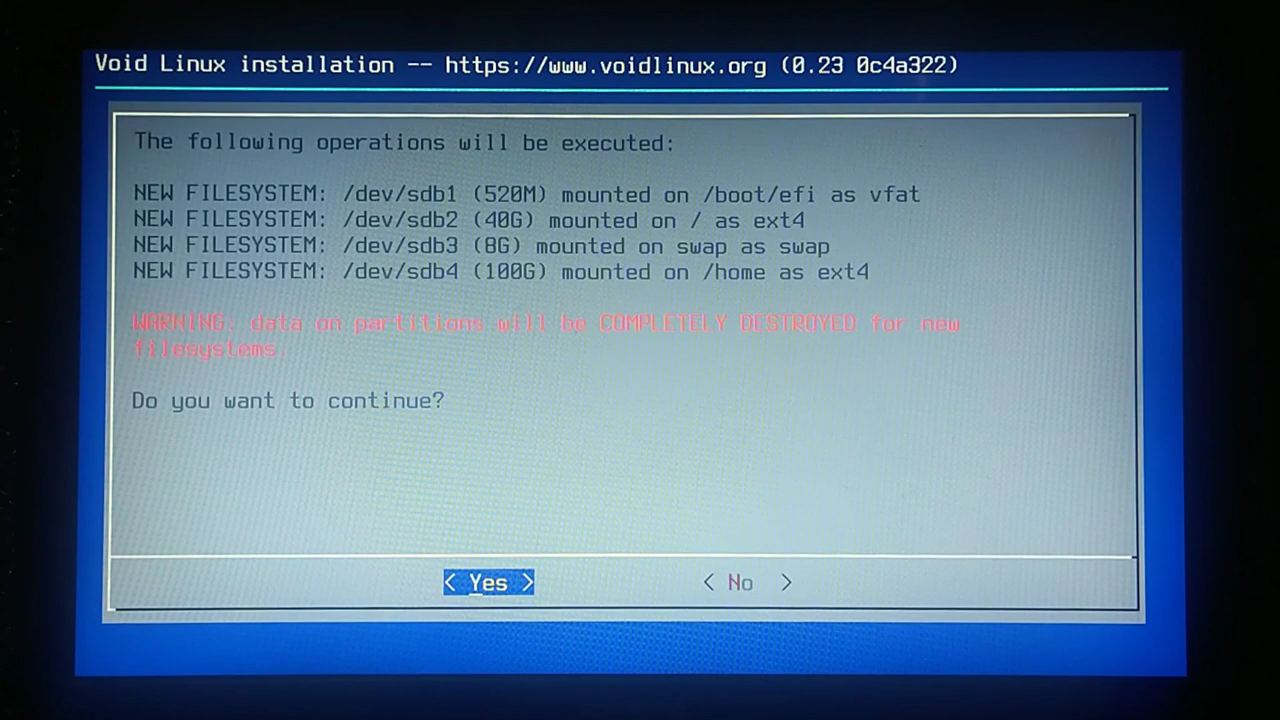 Void Linux installation -- https://www.voidlinux.org (0.23 0c4a322)
The following operations will be executed:
NEW FILESYSTEM: /dev/sdb1 (520M) mounted on /boot/efi as vfat
NEW FILESYSTEM: /dev/sdb2 (40G) mounted on / as ext4
NEW FILESYSTEM: /dev/sdb3 (8G) mounted on swap as swap
NEW FILESYSTEM: /dev/sdb4 (100G) mounted on /home as ext4
WARNING: data on partitions will be COMPLETELY DESTROYED for new
filesystems.
Do you want to continue?
< Yes > < No >